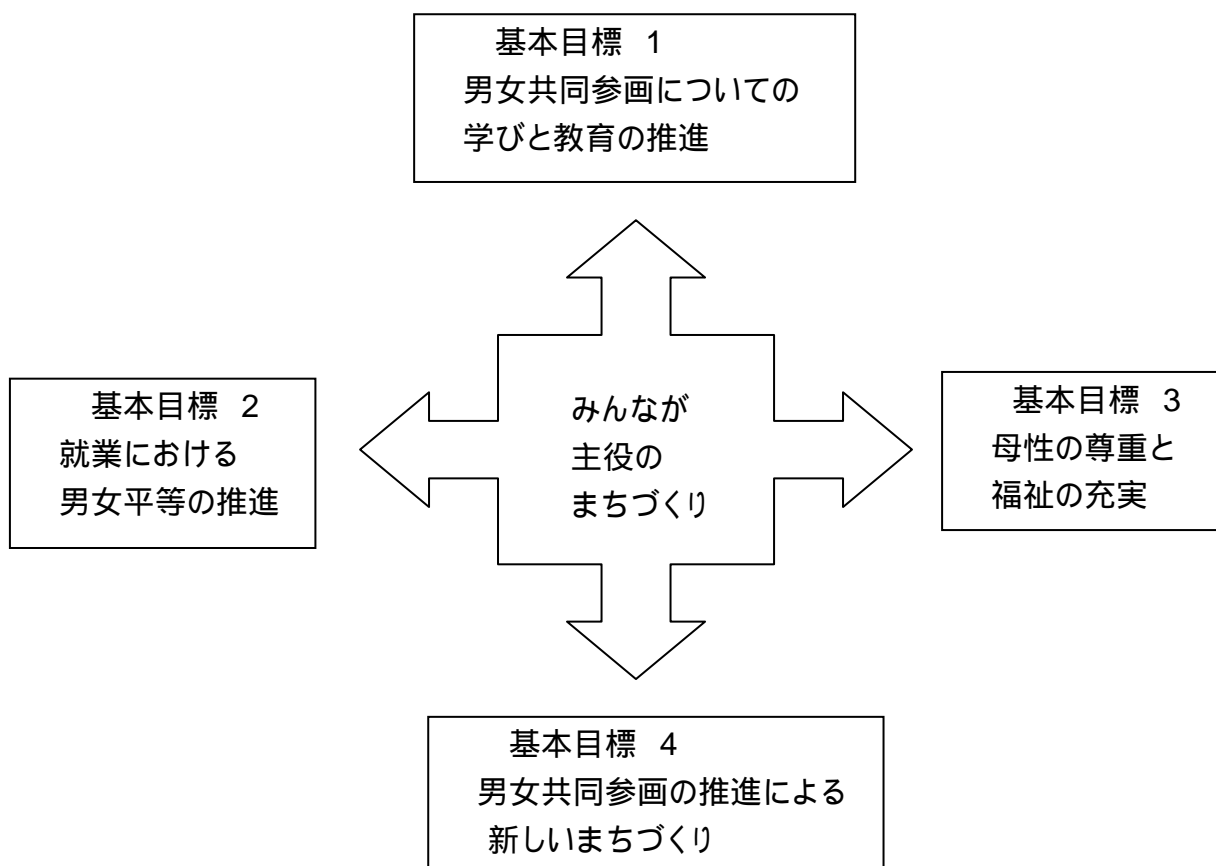 基本目標 1
男女共同参画についての
学びと教育の推進
基本目標 2
就業における
男女平等の推進
みんなが
主役の
まちづくり
基本目標 3
母性の尊重と
福祉の充実
基本目標 4
男女共同参画の推進による
新しいまちづくり